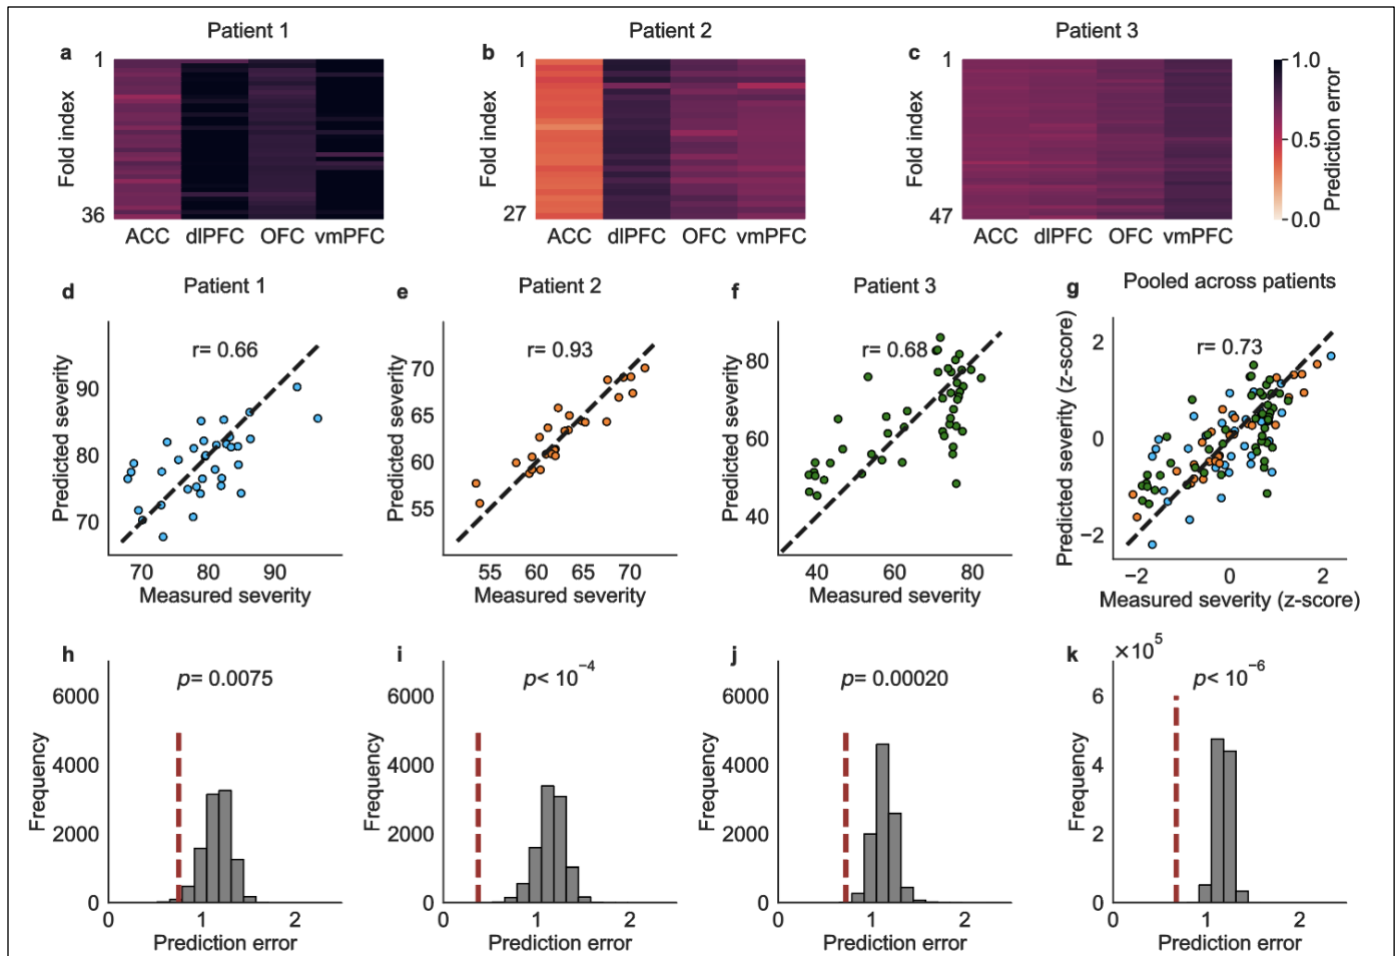 Patient 1
Patient 2
Patient 3
a
b
c
1
36
Fold index
ACC dlPFC OFC vmPFC
1
27
Fold index
ACC dlPFC OFC vmPFC
1
47
Fold index
ACC dlPFC OFC vmPFC
1.0
0.5
0.0
Prediction error
d
Patient 1
r= 0.66
90
80
70
Predicted severity
70 80 90
Measured severity
e
Patient 2
r= 0.93
70
65
60
55
Predicted severity
55 60 65 70
Measured severity
f
Patient 3
r= 0.68
80
60
40
Predicted severity
40 60 80
Measured severity
g
Pooled across patients
r= 0.73
2
0
−2
Predicted severity (z-score)
−2 0 2
Measured severity (z-score)
h
p= 0.0075
6000
4000
2000
0
Frequency
0 1 2
Prediction error
i
p< 10⁻⁴
6000
4000
2000
0
Frequency
0 1 2
Prediction error
j
p= 0.00020
6000
4000
2000
0
Frequency
0 1 2
Prediction error
k
×10⁵
p< 10⁻⁶
6
4
2
0
Frequency
0 1 2
Prediction error